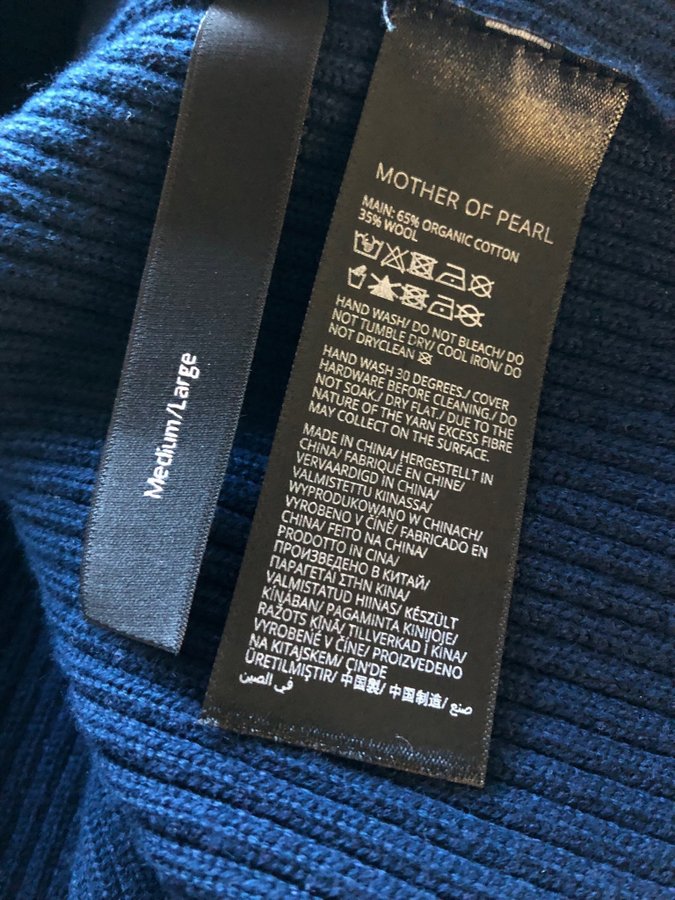 Medium/Large
MOTHER OF PEARL
MAIN: 65% ORGANIC COTTON
35% WOOL
HAND WASH/ DO NOT BLEACH/ DO
NOT TUMBLE DRY/ COOL IRON/ DO
NOT DRYCLEAN
HAND WASH 30 DEGREES./ COVER
HARDWARE BEFORE CLEANING./ DO
NOT SOAK./ DRY FLAT./ DUE TO THE
NATURE OF THE YARN EXCESS FIBRE
MAY COLLECT ON THE SURFACE.
MADE IN CHINA/ HERGESTELLT IN
CHINA/ FABRIQUÉ EN CHINE/
VERVAARDIGD IN CHINA/
VALMISTETTU KIINASSA/
WYPRODUKOWANO W CHINACH/
VYROBENO V ČÍNĚ/ FABRICADO EN
CHINA/ FEITO NA CHINA/
PRODOTTO IN CINA/
ПРОИЗВЕДЕНО В КИТАЙ/
ΠΑΡΑΓΕΤΑΙ ΣΤΗΝ ΚΙΝΑ/
VALMISTATUD HIINAS/ KÉSZÜLT
KÍNÁBAN/ PAGAMINTA KINIJOJE/
RAŽOTS ĶĪNĀ/ TILLVERKAD I KINA/
VYROBENÉ V ČÍNE/ PROIZVEDENO
NA KITAJSKEM/ ÇIN'DE
ÜRETILMIŞTIR/ 中国製/ 中国制造/ صنع
في الصين